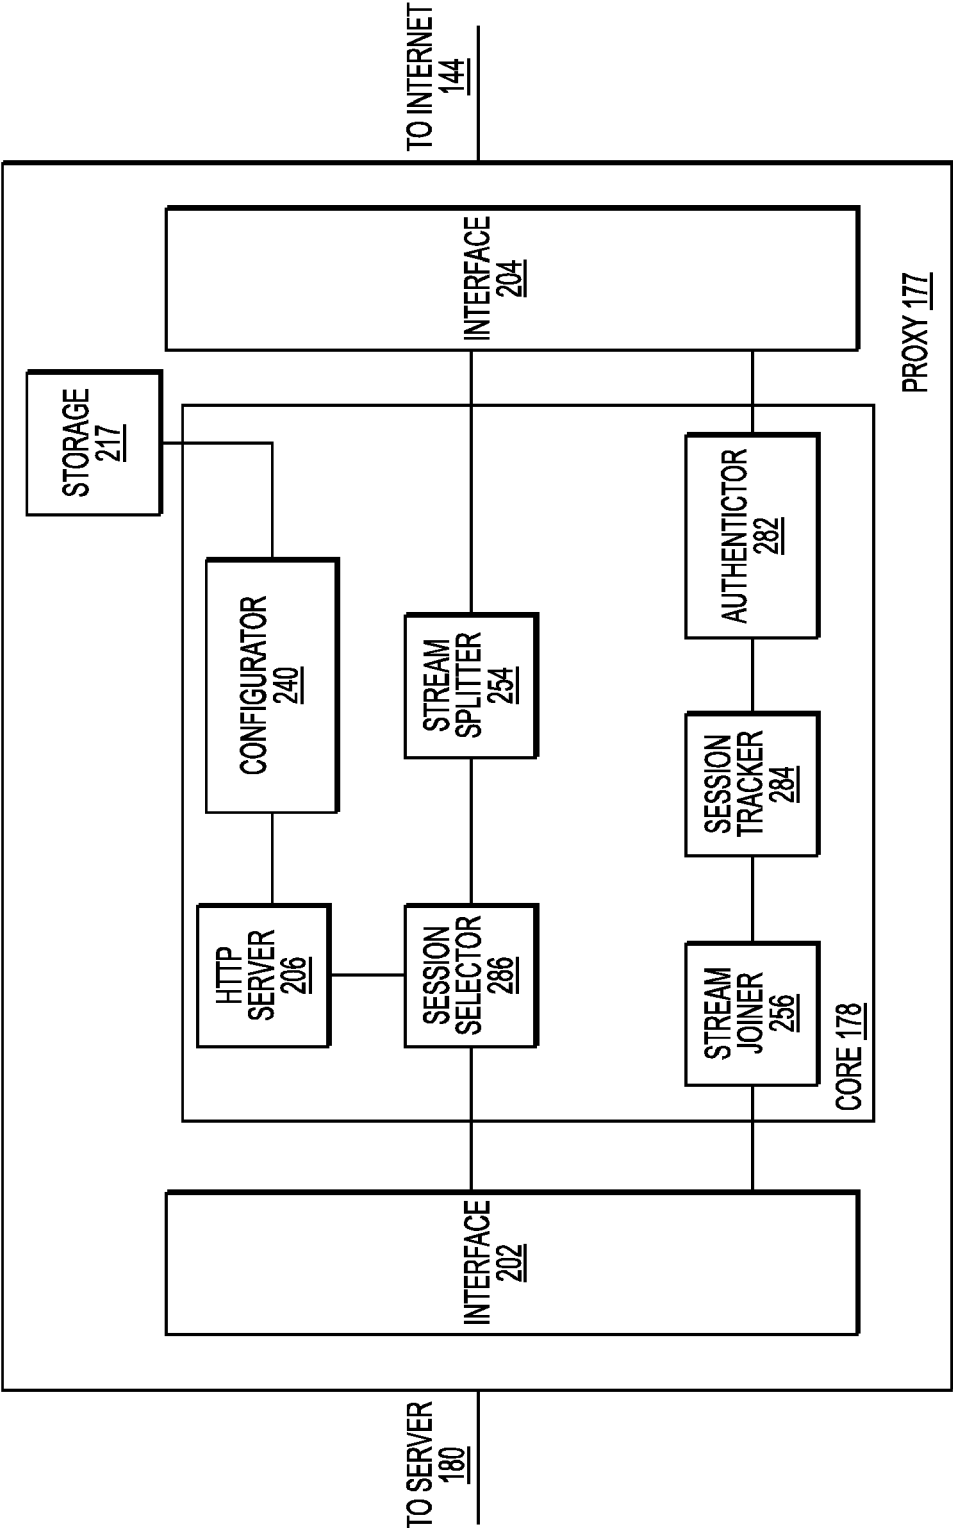 STORAGE
217
HTTP
SERVER
206
CONFIGURATOR
240
TO SERVER
180
INTERFACE
202
SESSION
SELECTOR
286
STREAM
SPLITTER
254
INTERFACE
204
TO INTERNET
144
STREAM
JOINER
256
SESSION
TRACKER
284
AUTHENTICTOR
282
CORE 178
PROXY 177